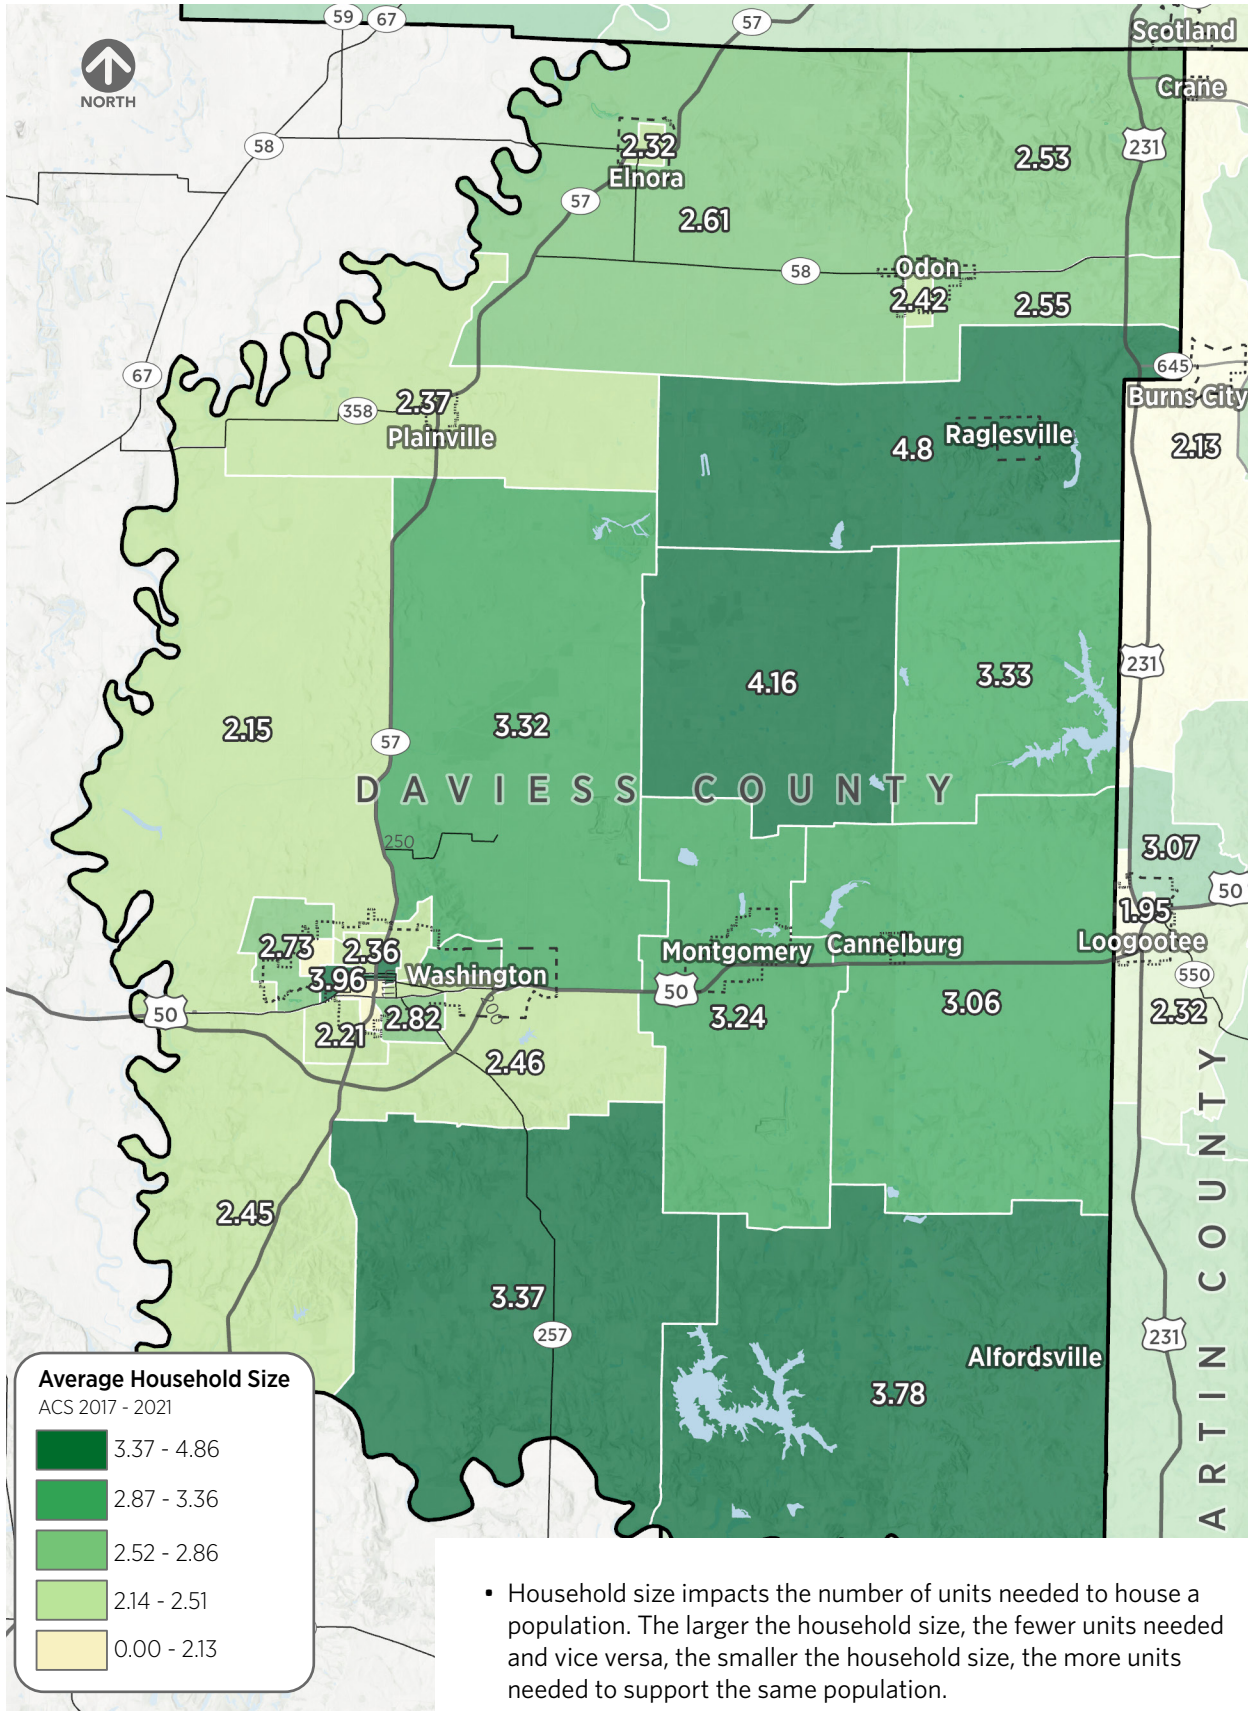 59
67
57
Scotland
NORTH
Crane
58
2.32
231
2.53
Elnora
57
2.61
58
Odon
2.42
2.55
67
645
358
2.37
Burns City
Plainville
4.8
Raglesville
2.13
231
4.16
3.33
2.15
57
3.32
DAVIESS COUNTY
250
3.07
50
1.95
2.73
2.36
Montgomery
Cannelburg
Loogootee
3.96
Washington
550
50
50
200
3.06
2.21
2.82
3.24
2.32
2.46
2.45
3.37
257
231
Alfordsville
3.78
ARTIN COUNTY
Average Household Size
ACS 2017 - 2021
3.37 - 4.86
2.87 - 3.36
2.52 - 2.86
2.14 - 2.51
0.00 - 2.13
• Household size impacts the number of units needed to house a
population. The larger the household size, the fewer units needed
and vice versa, the smaller the household size, the more units
needed to support the same population.